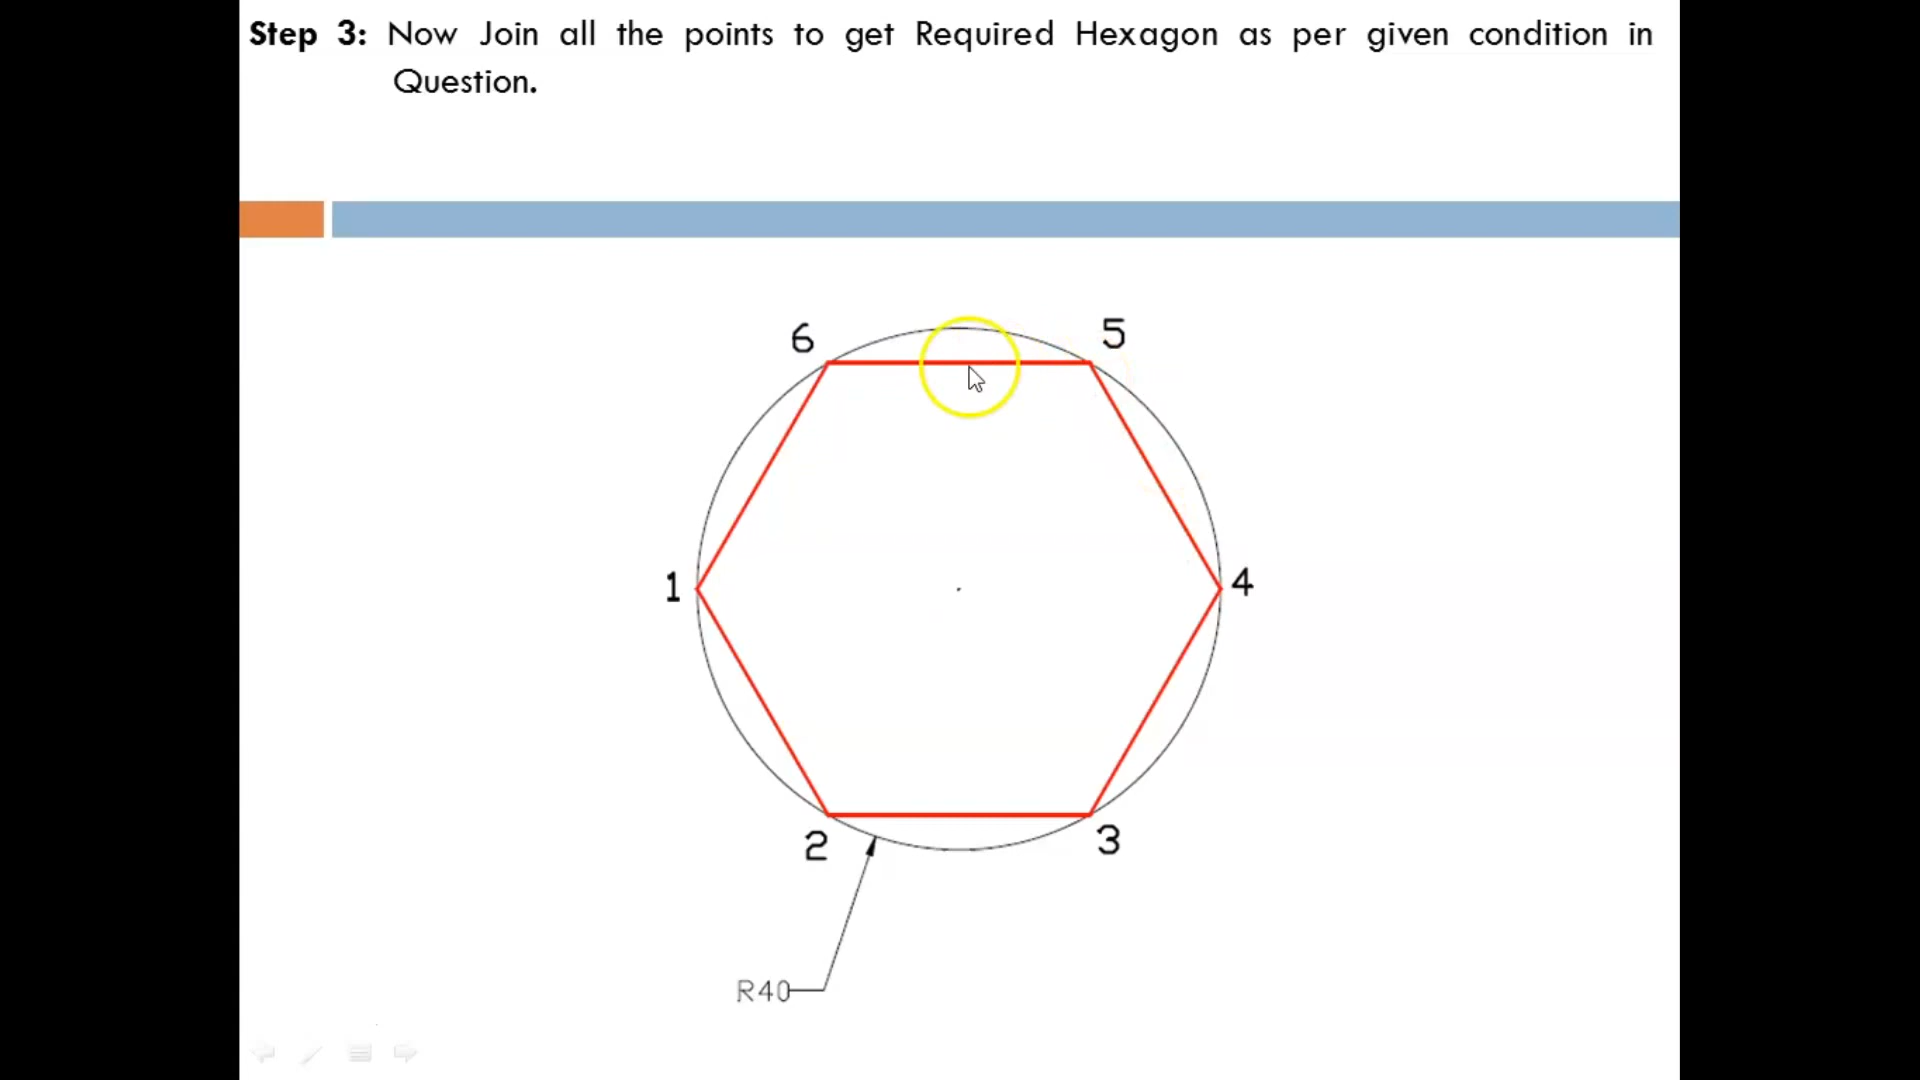 Step 3: Now Join all the points to get Required Hexagon as per given condition in
Question.
6
5
1
4
2
3
R40